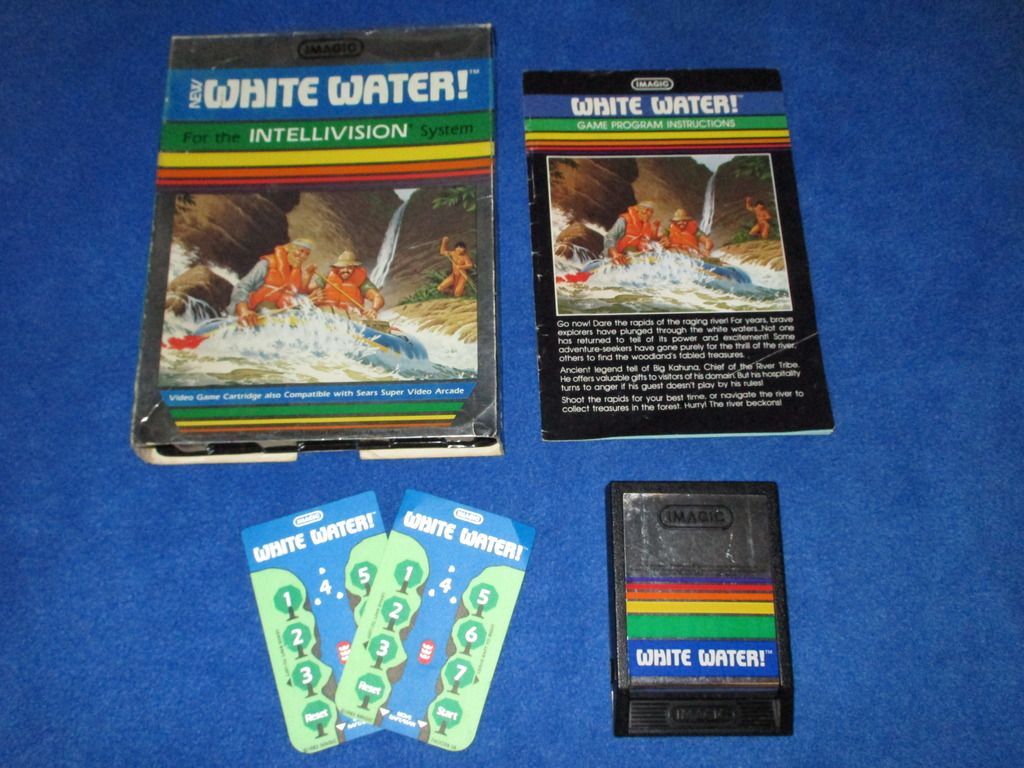 IMAGIC
NEW WHITE WATER!™
For the INTELLIVISION® System
Video Game Cartridge also Compatible with Sears Super Video Arcade
IMAGIC
WHITE WATER!™
GAME PROGRAM INSTRUCTIONS
Go now! Dare the rapids of the raging river! For years, brave
explorers have plunged through the white waters. Not one
has returned to tell of its power and excitement! Some
adventure-seekers have gone purely for the thrill of the river,
others to find the woodland's fabled treasures.
Ancient legend tell of Big Kahuna, Chief of the River Tribe.
He offers valuable gifts to visitors of his domain. But his hospitality
turns to anger if his guest doesn't play by his rules!
Shoot the rapids for your best time, or navigate the river to
collect treasures in the forest. Hurry! The river beckons!
IMAGIC
WHITE WATER!™
1
4
5
2
3
Reset
IMAGIC
WHITE WATER!™
1
4
5
2
6
3
7
Reset
Start
MOVE
RAFTSMAN
IMAGIC
WHITE WATER!™
IMAGIC